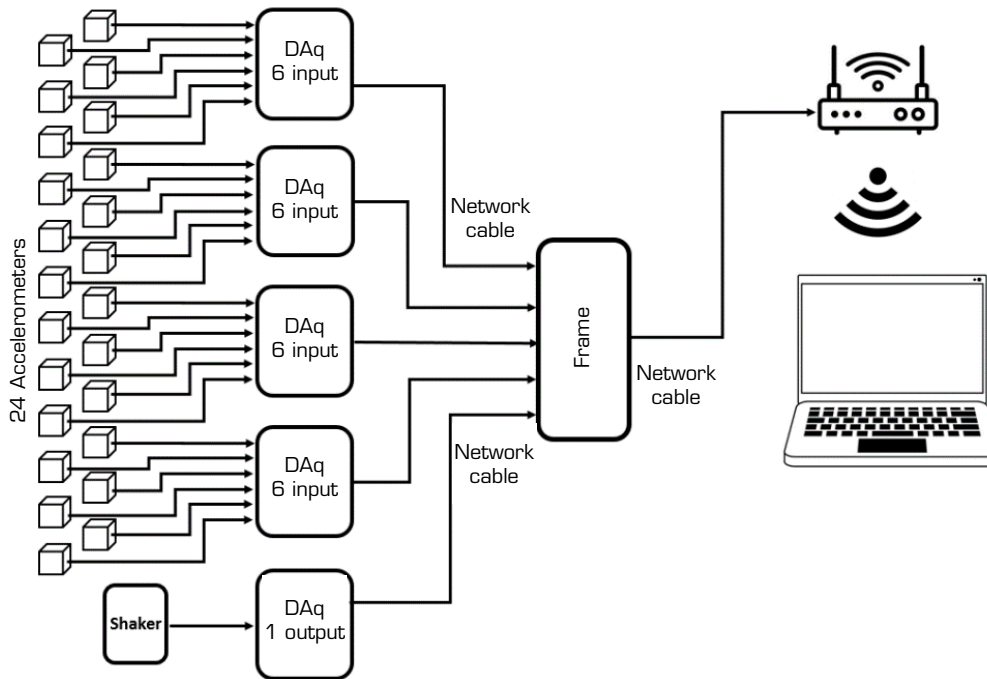 DAq
6 input
DAq
6 input
Network
cable
24 Accelerometers
DAq
6 input
Frame
Network
cable
DAq
6 input
Network
cable
Shaker
DAq
1 output